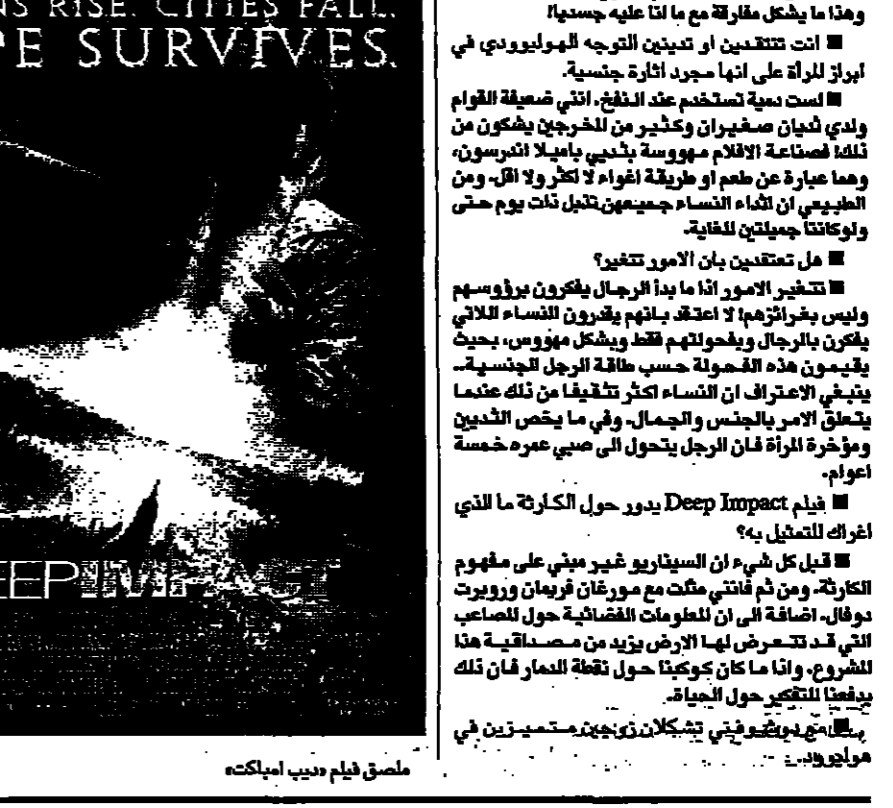 وهذا ما يشكل مفارقة مع ما انا عليه جسديا!
■ انت تنتقدين او تدينين التوجه الهوليوودي في
ابراز المرأة على انها مجرد اثارة جنسية.
■ لست دمية تستخدم عند النفخ. انني ضعيفة القوام
ولدي ثديان صغيران وكثير من المخرجين يشكون من
ذلك! فصناعة الافلام مهووسة بثديي باميلا اندرسون،
وهما عبارة عن طعم او طريقة اغواء لا اكثر ولا اقل. ومن
الطبيعي ان اثداء النساء جميعهن تذبل ذات يوم حتى
ولو كانتا جميلتين للغاية.
■ هل تعتقدين بان الامور تتغير؟
■ تتغير الامور اذا ما بدأ الرجال يفكرون برؤوسهم
وليس بغرائزهم! لا اعتقد بانهم يقدرون النساء اللاتي
يفكرن بالرجال وبفحولتهم فقط وبشكل مهووس، بحيث
يقيمون هذه الفحولة حسب طاقة الرجل الجنسية..
ينبغي الاعتراف ان النساء اكثر تثقيفا من ذلك عندما
يتعلق الامر بالجنس والجمال. وفي ما يخص الثديين
ومؤخرة المرأة فان الرجل يتحول الى صبي عمره خمسة
اعوام.
■ فيلم Deep Impact يدور حول الكارثة ما الذي
اغراك للتمثيل به؟
■ قبل كل شيء ان السيناريو غير مبني على مفهوم
الكارثة. ومن ثم فانني مثلت مع مورغان فريمان وروبرت
دوفال. اضافة الى ان المعلومات الفضائية حول المصاعب
التي قد تتعرض لها الارض يزيد من مصداقية هذا
المشروع. واذا ما كان كوكبنا حول نقطة الدمار فان ذلك
يدفعنا للتفكير حول الحياة.
■ مع دوشوفني تشكلان زوجين متميزين في
هوليوود.
NS RISE. CITIES FALL.
PE SURVIVES.
EEP IMPACT
ملصق فيلم «ديب امباكت»